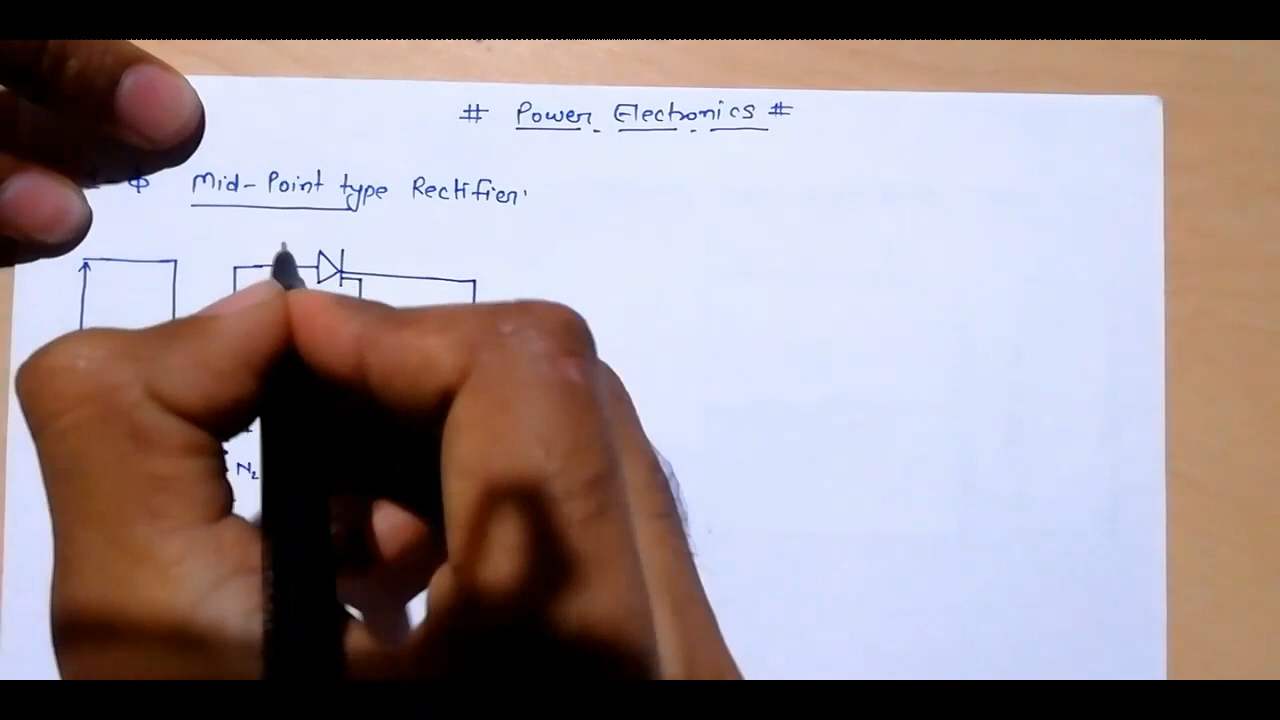 # Power Electronics #
φ Mid-Point type Rectifier.
N₂